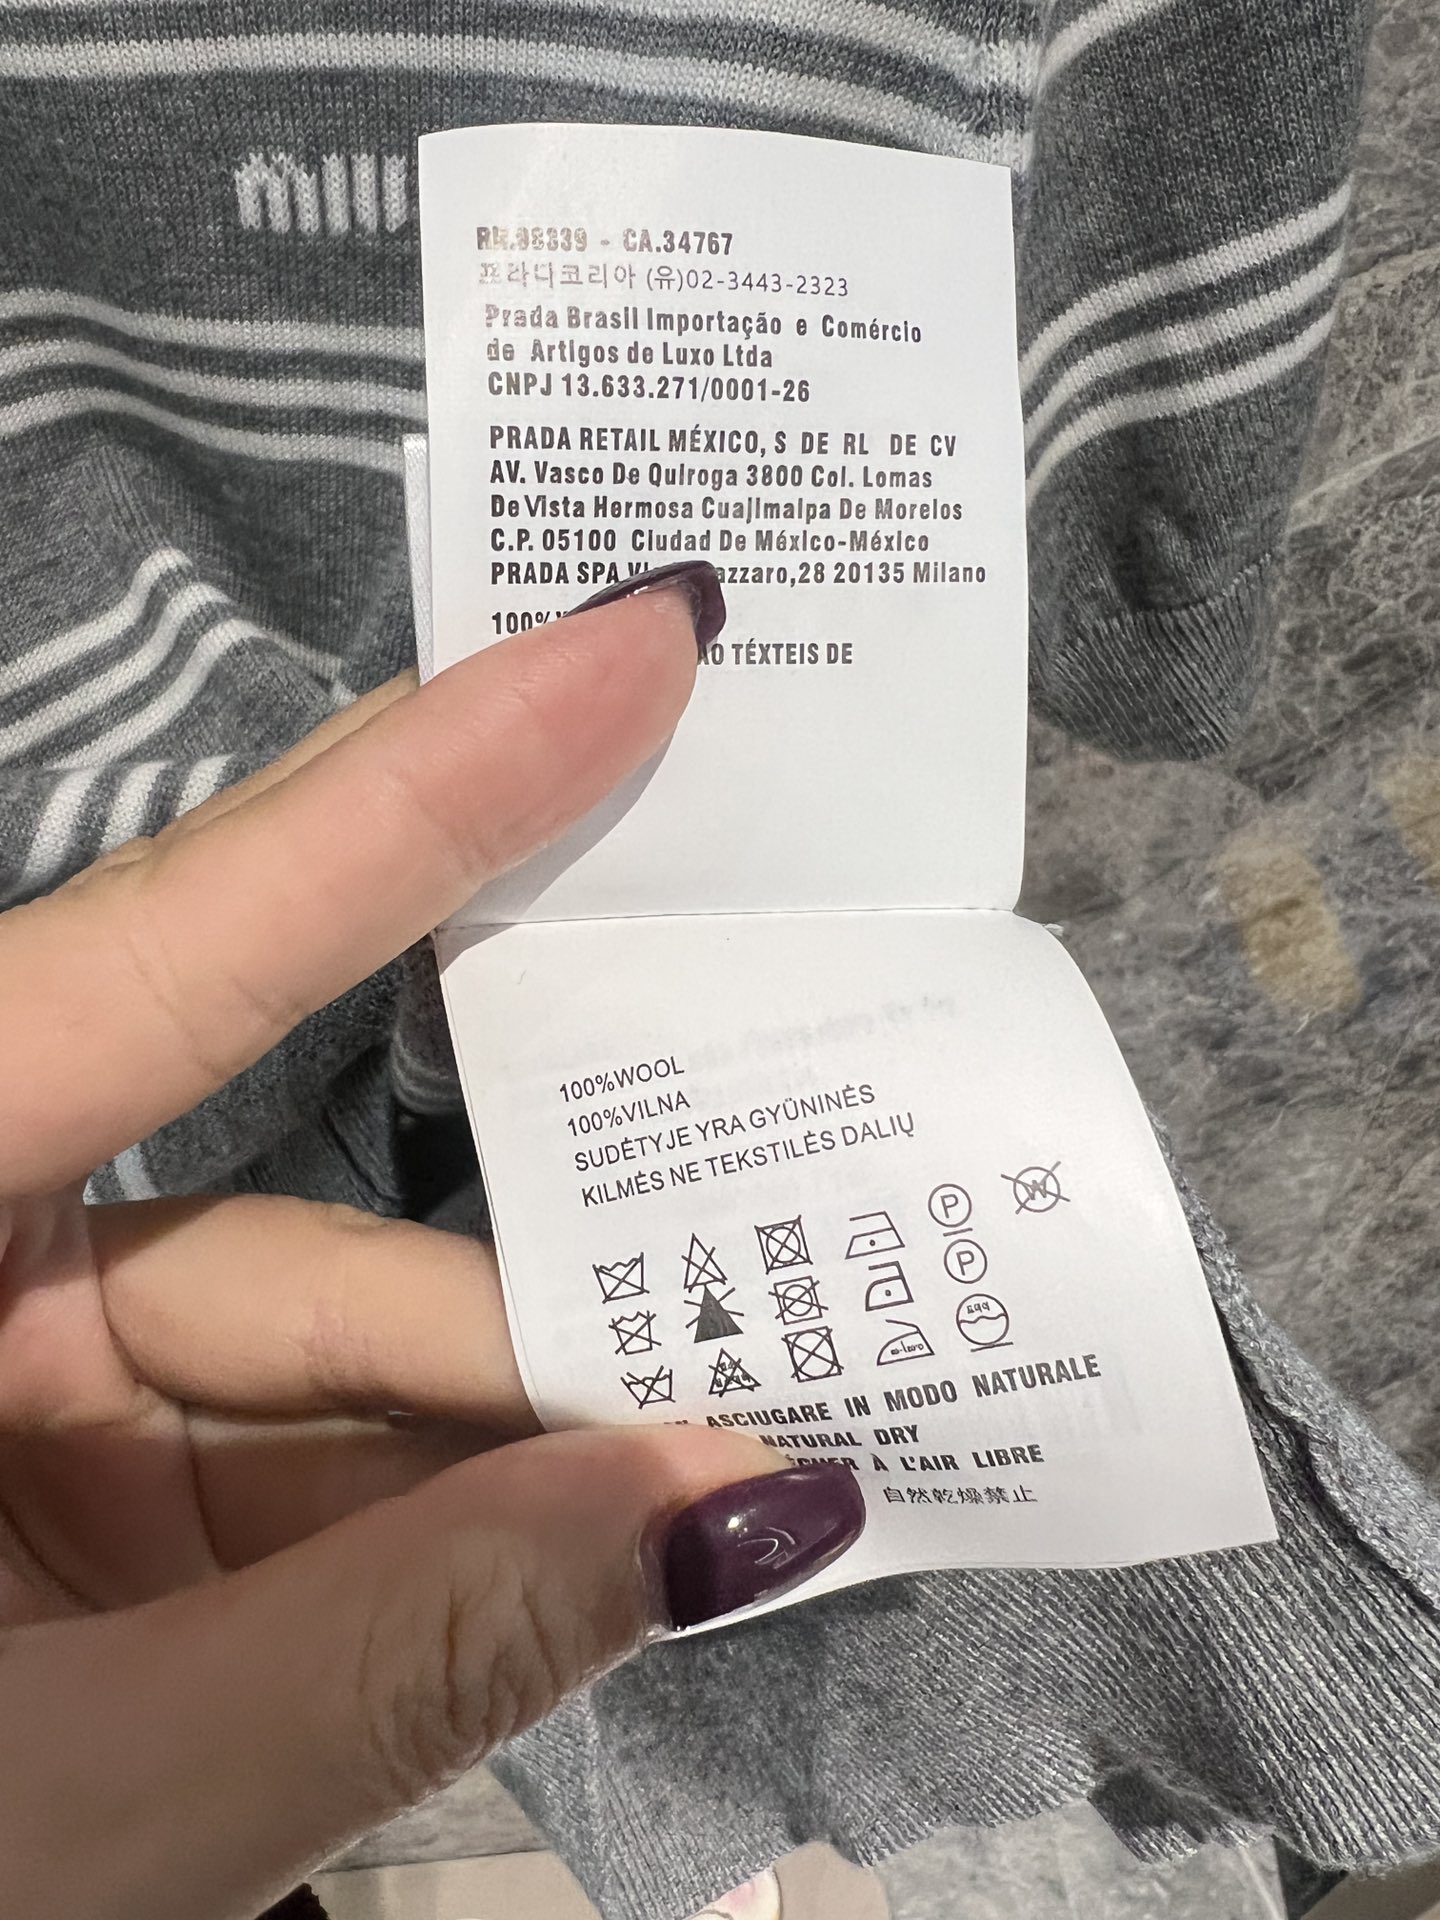 miu
RN.98339 - CA.34767
프라다코리아 (유)02-3443-2323
Prada Brasil Importação e Comércio
de Artigos de Luxo Ltda
CNPJ 13.633.271/0001-26
PRADA RETAIL MÉXICO, S DE RL DE CV
AV. Vasco De Quiroga 3800 Col. Lomas
De Vista Hermosa Cuajimalpa De Morelos
C.P. 05100 Ciudad De México-México
PRADA SPA azzaro,28 20135 Milano
100%
ÃO TÉXTEIS DE
100%WOOL
100%VILNA
SUDĖTYJE YRA GYŪNINĖS
KILMĖS NE TEKSTILĖS DALIŲ
P W
P
ASCIUGARE IN MODO NATURALE
NATURAL DRY
À L'AIR LIBRE
自然乾燥禁止